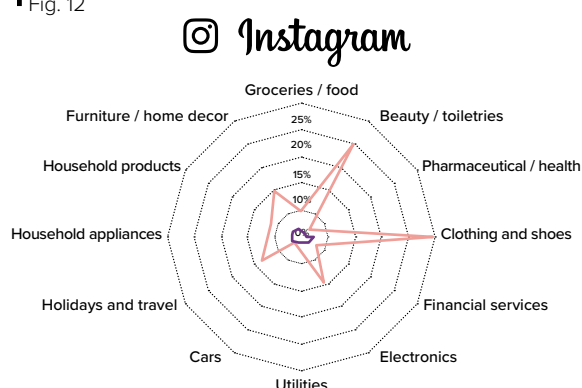 Fig. 12
Instagram
Groceries / food
Furniture / home decor
Beauty / toiletries
25%
20%
Household products
Pharmaceutical / health
15%
10%
Household appliances
0%
Clothing and shoes
Holidays and travel
Financial services
Cars
Electronics
Utilities